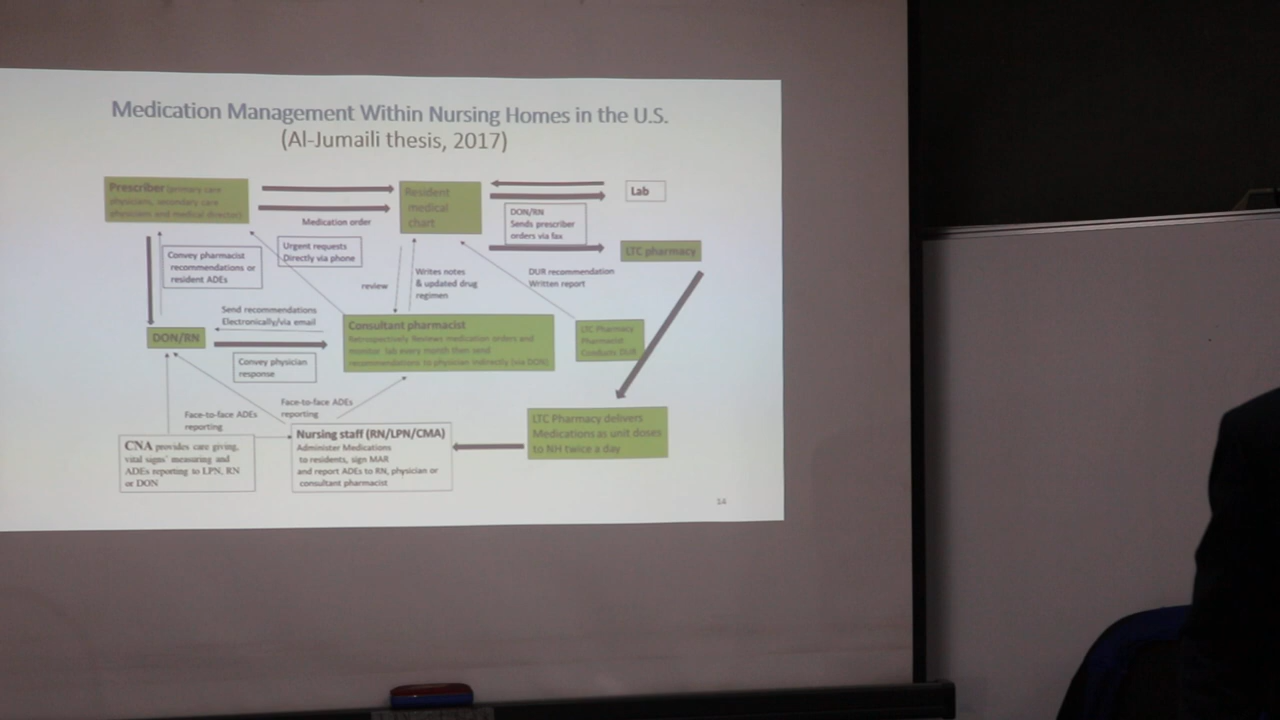 Medication Management Within Nursing Homes in the U.S.
(Al-Jumaili thesis, 2017)
Prescriber (primary care
physicians, secondary care
physicians and medical director)
Medication order
Resident
medical
chart
Lab
DON/RN
Sends prescriber
orders via fax
LTC pharmacy
Convey pharmacist
recommendations or
resident ADEs
Urgent requests
Directly via phone
review
Writes notes
& updated drug
regimen
DUR recommendation
Written report
Send recommendations
Electronically/via email
DON/RN
Convey physician
response
Consultant pharmacist
Retrospectively Reviews medication orders and
monitor lab every month then send
recommendations to physician indirectly (via DON)
LTC Pharmacy
Pharmacist
Conducts DUR
Face-to-face ADEs
reporting
Face-to-face ADEs
reporting
CNA provides care giving,
vital signs' measuring and
ADEs reporting to LPN, RN
or DON
Nursing staff (RN/LPN/CMA)
Administer Medications
to residents, sign MAR
and report ADEs to RN, physician or
consultant pharmacist
LTC Pharmacy delivers
Medications as unit doses
to NH twice a day
14